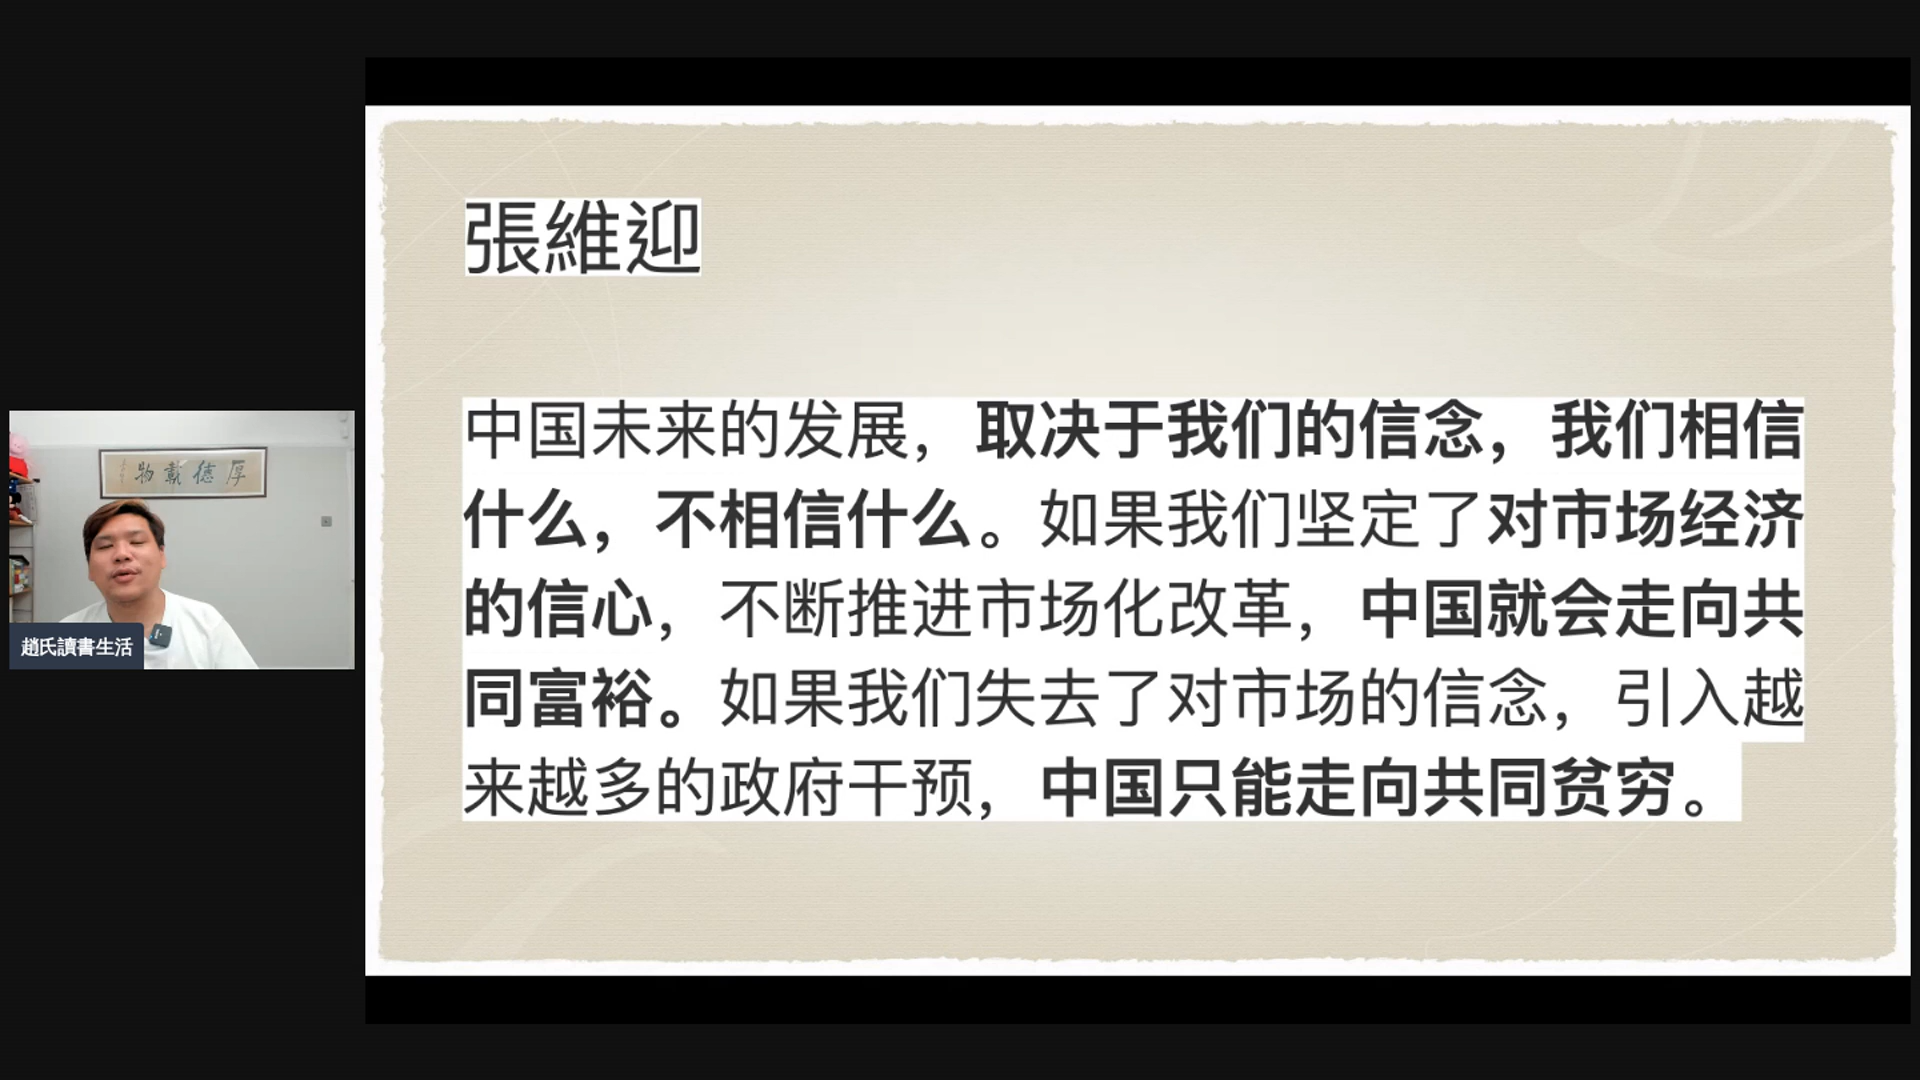 張維迎
中国未来的发展，取决于我们的信念，我们相信
什么，不相信什么。如果我们坚定了对市场经济
的信心，不断推进市场化改革，中国就会走向共
同富裕。如果我们失去了对市场的信念，引入越
来越多的政府干预，中国只能走向共同贫穷。
物載德厚
趙氏讀書生活